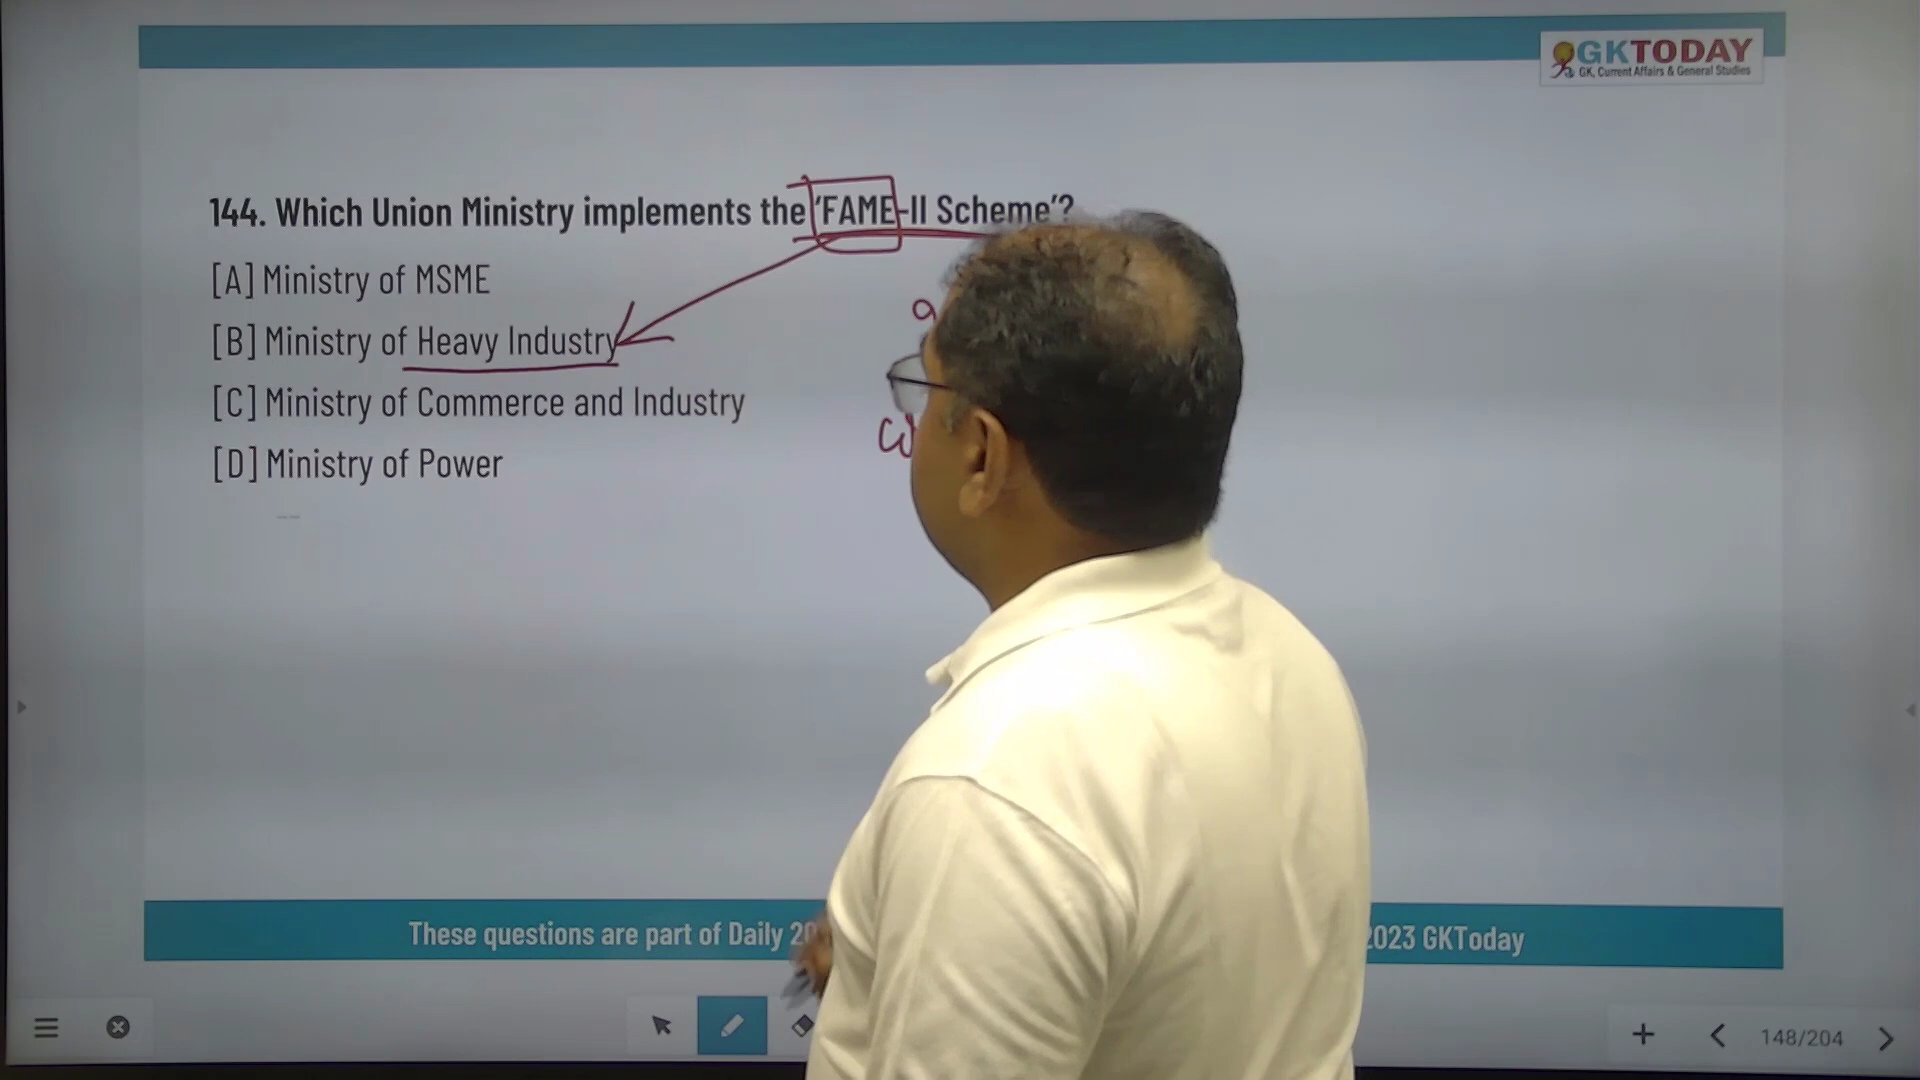 GKTODAY
GK, Current Affairs & General Studies
144. Which Union Ministry implements the 'FAME-II Scheme'?
[A] Ministry of MSME
[B] Ministry of Heavy Industry
[C] Ministry of Commerce and Industry
[D] Ministry of Power
These questions are part of Daily 20
2023 GKToday
148/204